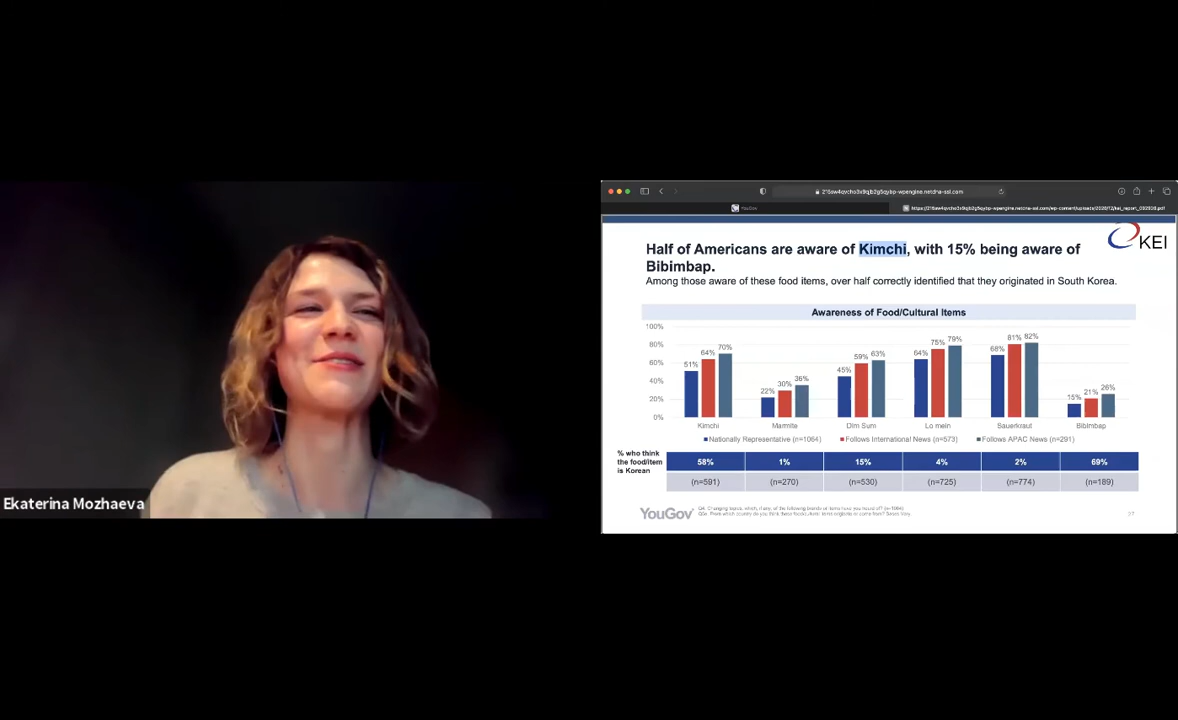 Ekaterina Mozhaeva
YouGov
KEI
Half of Americans are aware of Kimchi, with 15% being aware of
Bibimbap.
Among those aware of these food items, over half correctly identified that they originated in South Korea.
Awareness of Food/Cultural Items
100%
80%
60%
40%
20%
0%
51% 64% 70%
22% 30% 36%
45% 59% 63%
64% 75% 79%
68% 81% 82%
15% 21% 26%
Kimchi Marmite Dim Sum Lo mein Sauerkraut Bibimbap
Nationally Representative (n=1064) Follows International News (n=573) Follows APAC News (n=291)
% who think
the food/item
is Korean
58% 1% 15% 4% 2% 69%
(n=591) (n=270) (n=530) (n=725) (n=774) (n=189)
YouGov